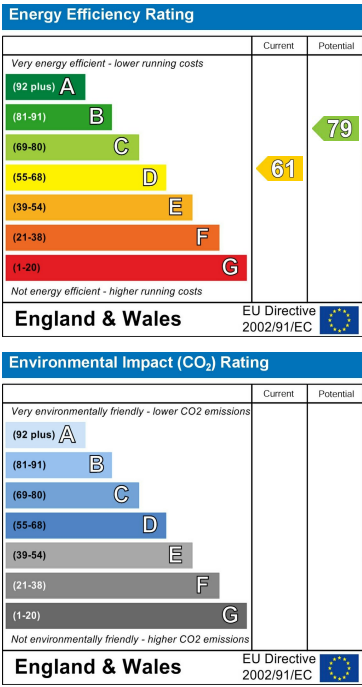 Energy Efficiency Rating
Current Potential
Very energy efficient - lower running costs
(92 plus) A
(81-91) B
(69-80) C
79
(55-68) D
61
(39-54) E
(21-38) F
(1-20) G
Not energy efficient - higher running costs
England & Wales
EU Directive
2002/91/EC
Environmental Impact (CO₂) Rating
Current Potential
Very environmentally friendly - lower CO2 emissions
(92 plus) A
(81-91) B
(69-80) C
(55-68) D
(39-54) E
(21-38) F
(1-20) G
Not environmentally friendly - higher CO2 emissions
England & Wales
EU Directive
2002/91/EC